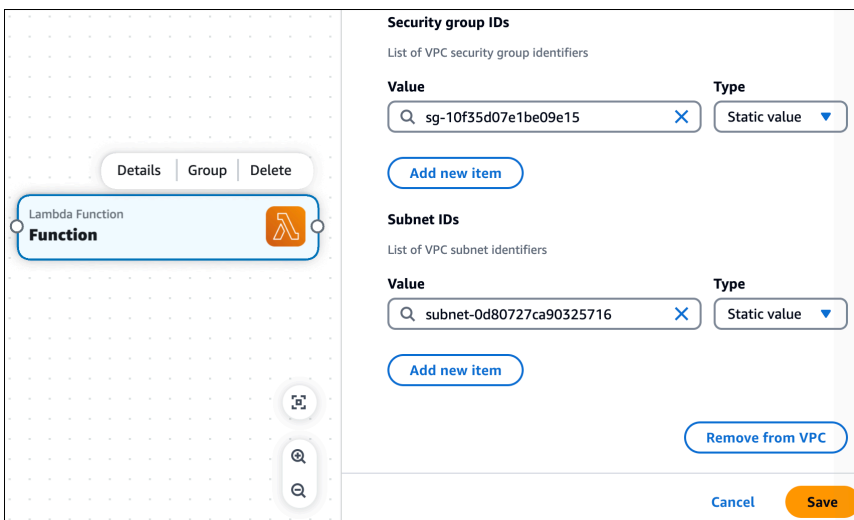 Security group IDs
List of VPC security group identifiers
Value
Type
sg-10f35d07e1be09e15
Static value
Add new item
Details
Group
Delete
Lambda Function
Function
Subnet IDs
List of VPC subnet identifiers
Value
Type
subnet-0d80727ca90325716
Static value
Add new item
Remove from VPC
Cancel
Save